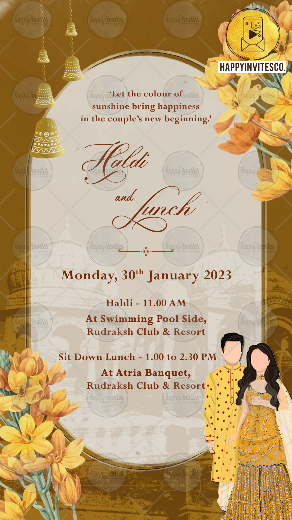 HAPPYINVITESCO.
'Let the colour of
sunshine bring happiness
in the couple's new beginning.'
Haldi
and
Lunch
Monday, 30th January 2023
Haldi - 11.00 AM
At Swimming Pool Side,
Rudraksh Club & Resort
Sit Down Lunch - 1.00 to 2.30 PM
At Atria Banquet,
Rudraksh Club & Resort